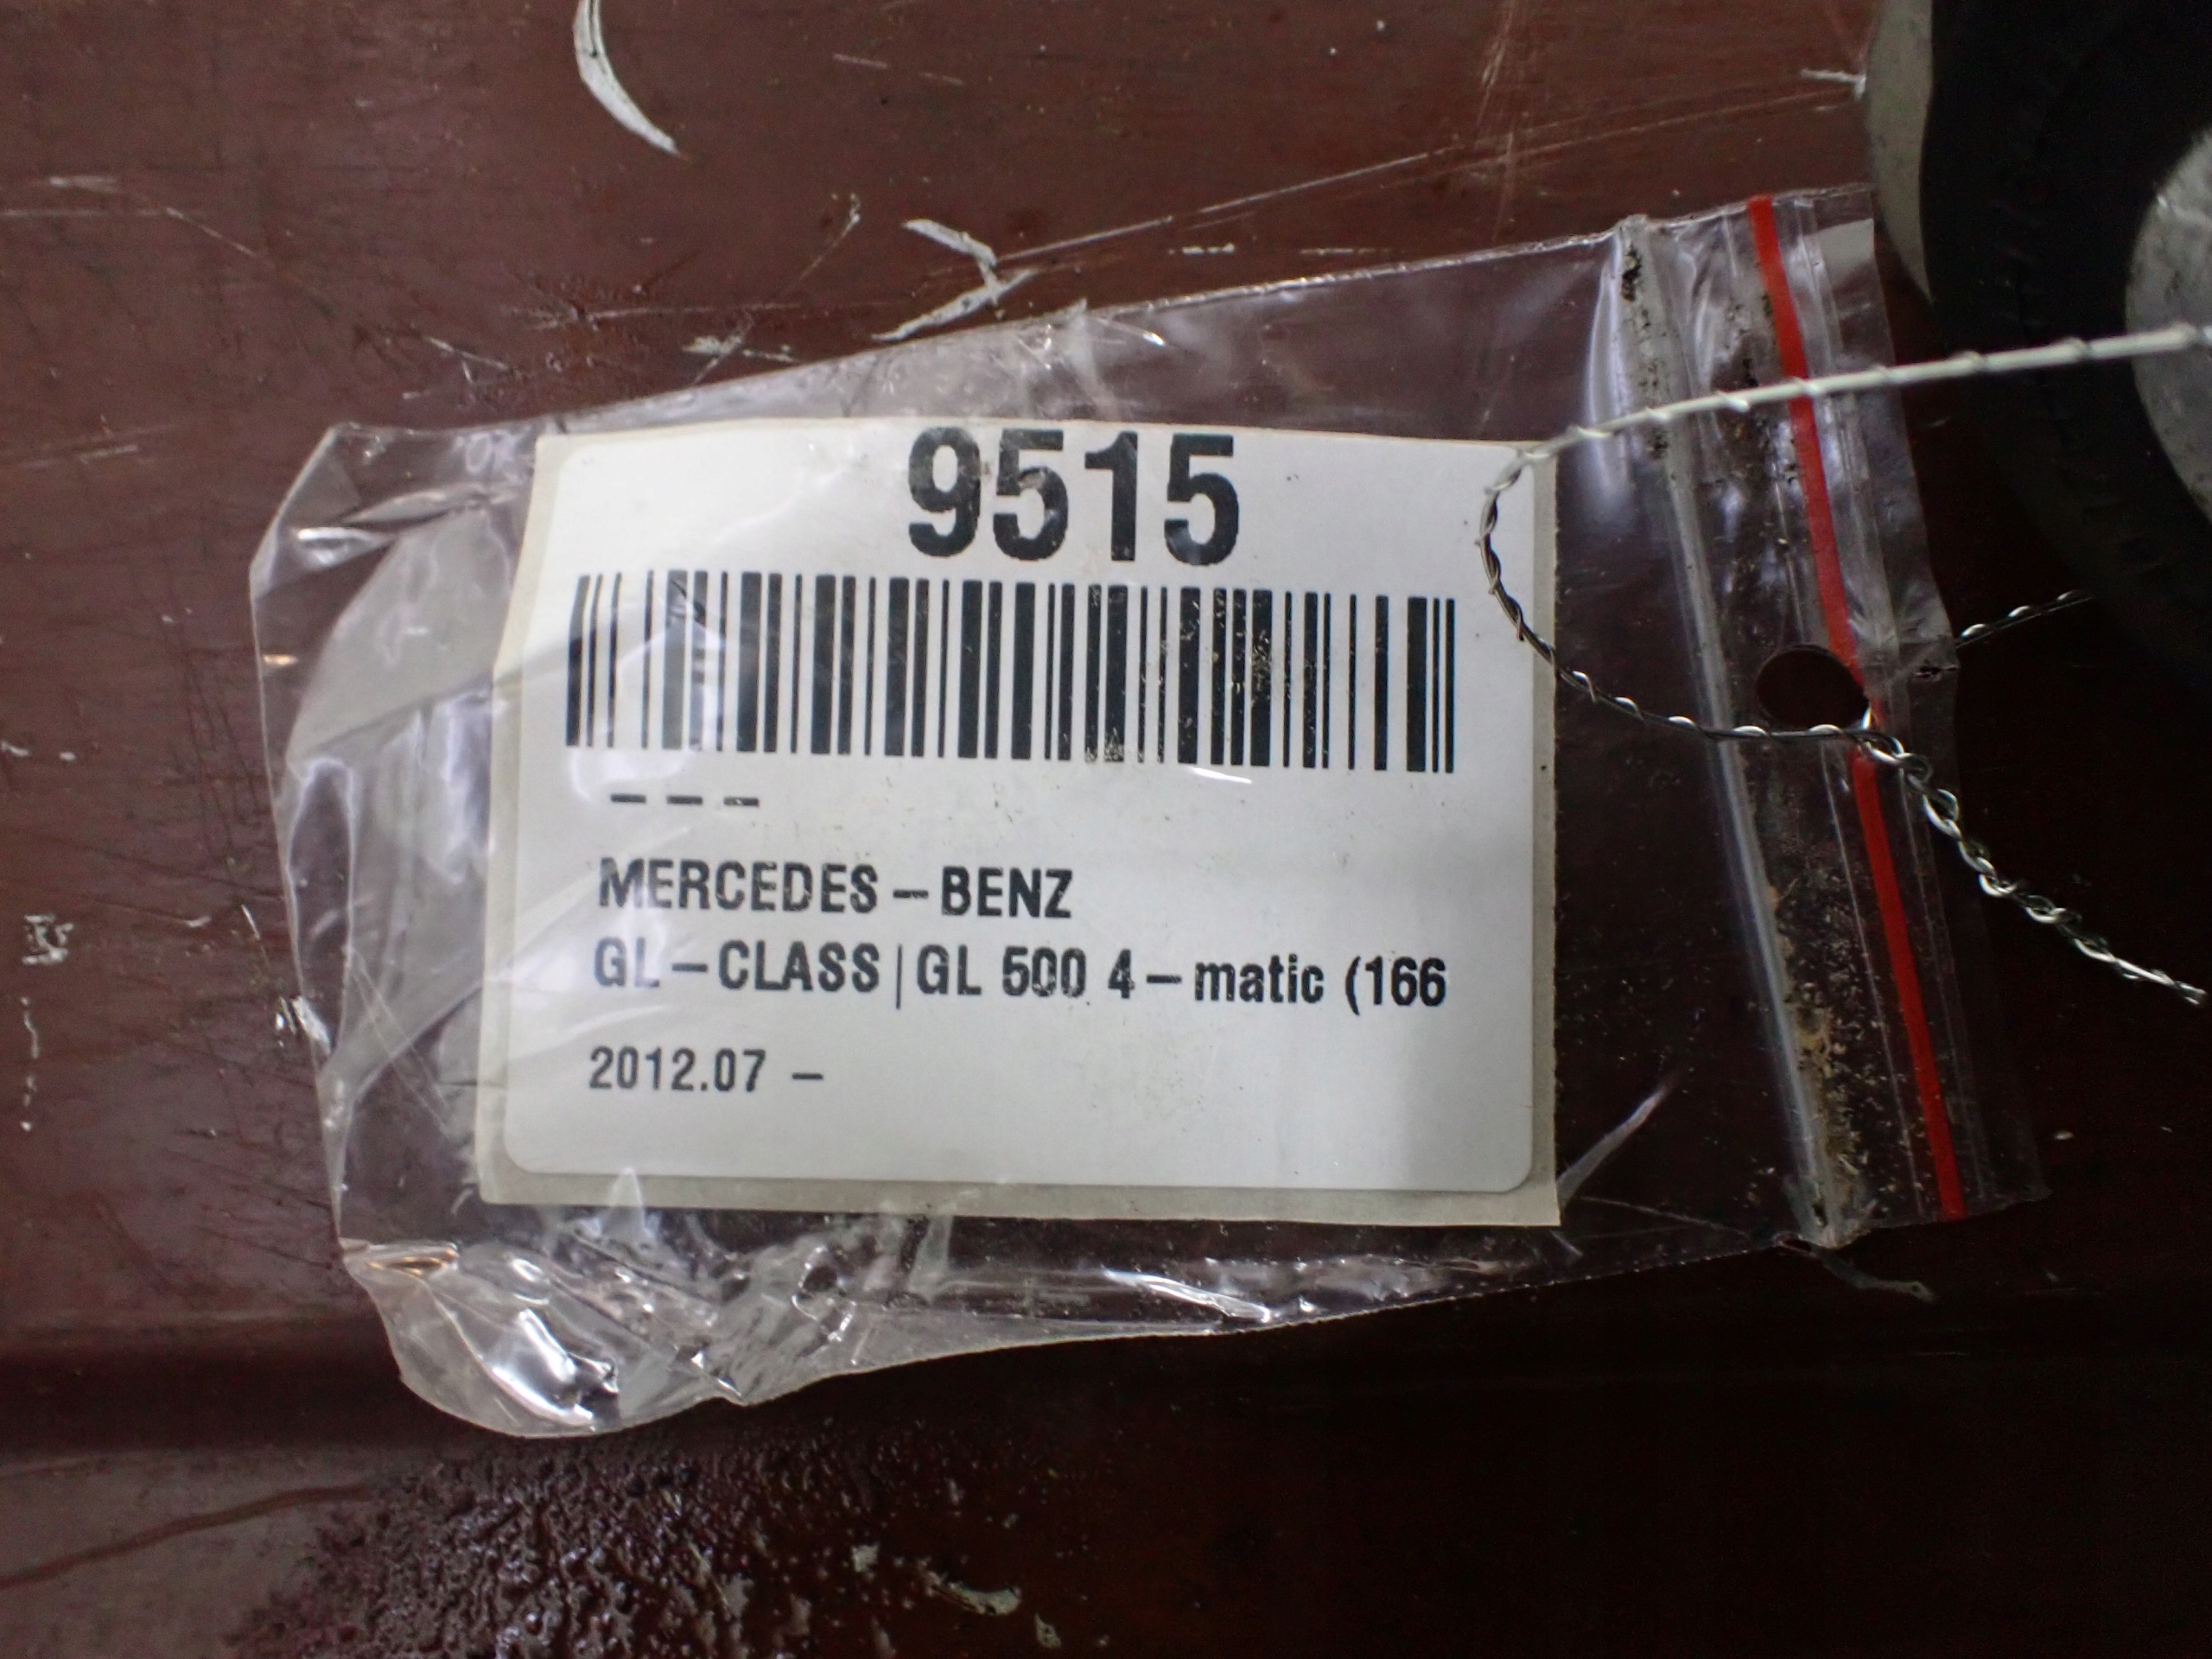 9515
– – –
MERCEDES – BENZ
GL – CLASS | GL 500 4 – matic (166
2012.07 –